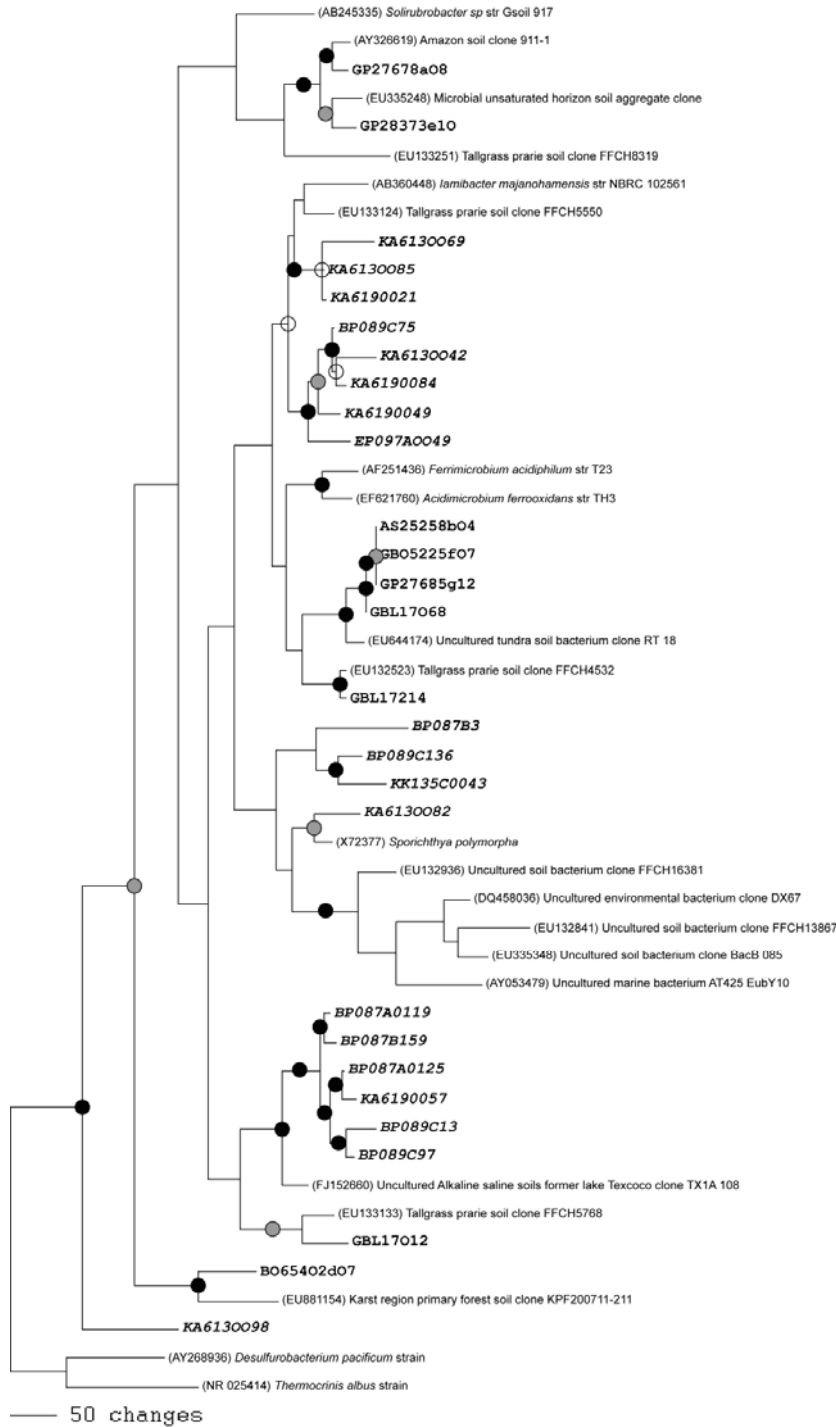 (AB245335) Solirubrobacter sp str Gsoil 917
(AY326619) Amazon soil clone 911-1
GP27678a08
(EU335248) Microbial unsaturated horizon soil aggregate clone
GP28373e10
(EU133251) Tallgrass prarie soil clone FFCH8319
(AB360448) Iamibacter majanohamensis str NBRC 102561
(EU133124) Tallgrass prarie soil clone FFCH5550
KA6130069
KA6130085
KA6190021
BP089C75
KA6130042
KA6190084
KA6190049
EP097A0049
(AF251436) Ferrimicrobium acidiphilum str T23
(EF621760) Acidimicrobium ferrooxidans str TH3
AS25258b04
GB05225f07
GP27685g12
GBL17068
(EU644174) Uncultured tundra soil bacterium clone RT 18
(EU132523) Tallgrass prarie soil clone FFCH4532
GBL17214
BP087B3
BP089C136
KK135C0043
KA6130082
(X72377) Sporichthya polymorpha
(EU132936) Uncultured soil bacterium clone FFCH16381
(DQ458036) Uncultured environmental bacterium clone DX67
(EU132841) Uncultured soil bacterium clone FFCH13867
(EU335348) Uncultured soil bacterium clone BacB 085
(AY053479) Uncultured marine bacterium AT425 EubY10
BP087A0119
BP087B159
BP087A0125
KA6190057
BP089C13
BP089C97
(FJ152660) Uncultured Alkaline saline soils former lake Texcoco clone TX1A 108
(EU133133) Tallgrass prarie soil clone FFCH5768
GBL17012
B065402d07
(EU881154) Karst region primary forest soil clone KPF200711-211
KA6130098
(AY268936) Desulfurobacterium pacificum strain
(NR 025414) Thermocrinis albus strain
50 changes